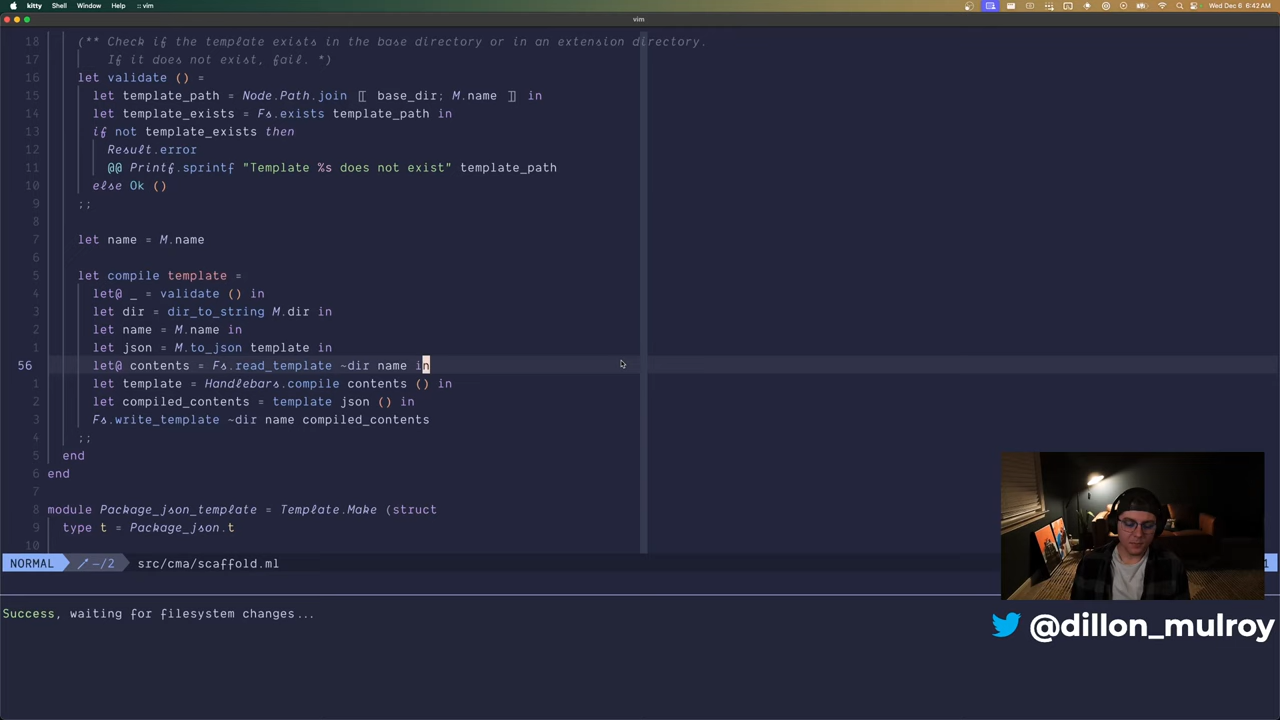 kitty Shell Window Help :: vim Wed Dec 6 6:42 AM
vim
18 (** Check if the template exists in the base directory or in an extension directory.
17 If it does not exist, fail. *)
16 let validate () =
15 let template_path = Node.Path.join [| base_dir; M.name |] in
14 let template_exists = Fs.exists template_path in
13 if not template_exists then
12 Result.error
11 @@ Printf.sprintf "Template %s does not exist" template_path
10 else Ok ()
9 ;;
8
7 let name = M.name
6
5 let compile template =
4 let@ _ = validate () in
3 let dir = dir_to_string M.dir in
2 let name = M.name in
1 let json = M.to_json template in
56 let@ contents = Fs.read_template ~dir name in
1 let template = Handlebars.compile contents () in
2 let compiled_contents = template json () in
3 Fs.write_template ~dir name compiled_contents
4 ;;
5 end
6 end
7
8 module Package_json_template = Template.Make (struct
9 type t = Package_json.t
10
NORMAL ~/2 src/cma/scaffold.ml
Success, waiting for filesystem changes...
@dillon_mulroy